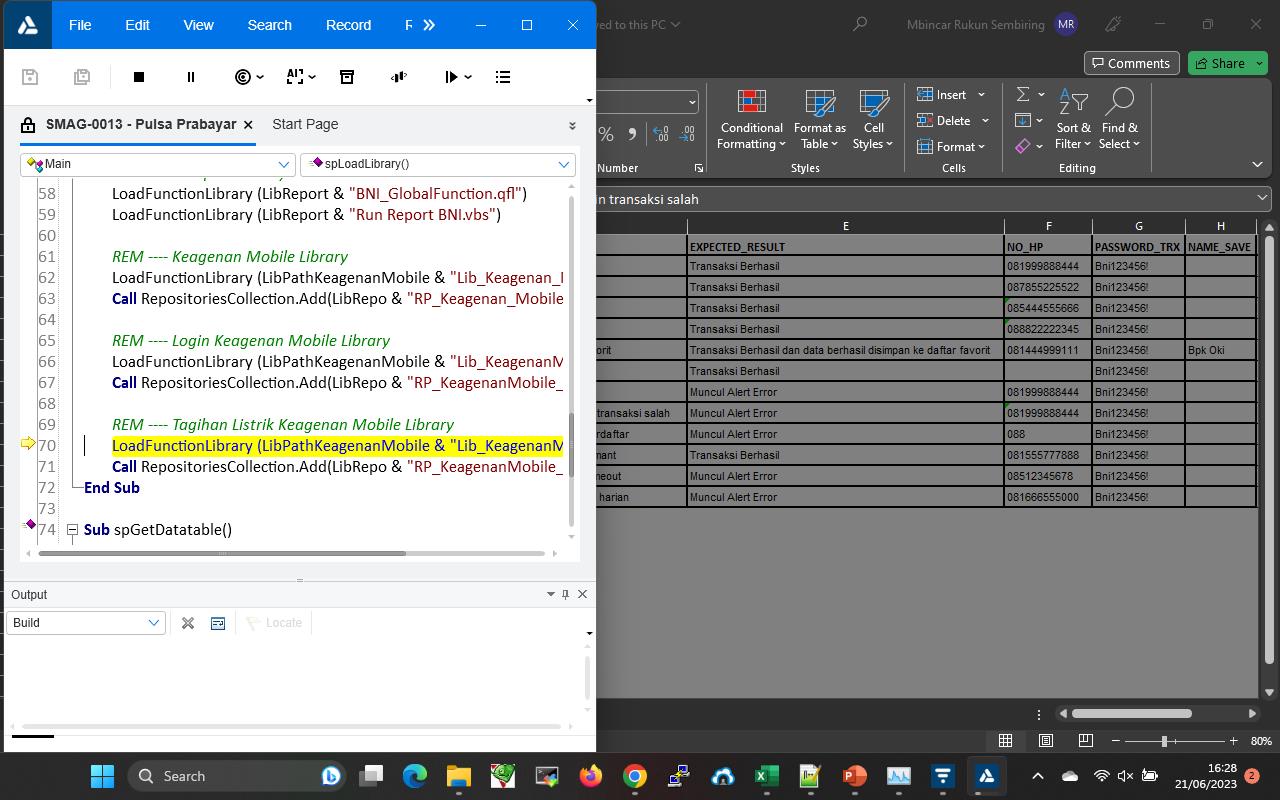 File Edit View Search Record
SMAG-0013 - Pulsa Prabayar
Start Page
Main
spLoadLibrary()
58 LoadFunctionLibrary (LibReport & "BNI_GlobalFunction.qfl")
59 LoadFunctionLibrary (LibReport & "Run Report BNI.vbs")
60
61 REM ---- Keagenan Mobile Library
62 LoadFunctionLibrary (LibPathKeagenanMobile & "Lib_Keagenan_
63 Call RepositoriesCollection.Add(LibRepo & "RP_Keagenan_Mobile
64
65 REM ---- Login Keagenan Mobile Library
66 LoadFunctionLibrary (LibPathKeagenanMobile & "Lib_KeagenanM
67 Call RepositoriesCollection.Add(LibRepo & "RP_KeagenanMobile_
68
69 REM ---- Tagihan Listrik Keagenan Mobile Library
70 LoadFunctionLibrary (LibPathKeagenanMobile & "Lib_KeagenanM
71 Call RepositoriesCollection.Add(LibRepo & "RP_KeagenanMobile_
72 End Sub
73
74 Sub spGetDatatable()
Output
Build
Locate
ved to this PC
Mbincar Rukun Sembiring MR
Comments
Share
% ,
Number
Conditional Formatting
Format as Table
Cell Styles
Styles
Insert
Delete
Format
Cells
Σ
Sort & Filter
Find & Select
Editing
n transaksi salah
E F G H
EXPECTED_RESULT NO_HP PASSWORD_TRX NAME_SAVE
Transaksi Berhasil 081999888444 Bni123456!
Transaksi Berhasil 087855225522 Bni123456!
Transaksi Berhasil 085444555666 Bni123456!
Transaksi Berhasil 088822222345 Bni123456!
orit Transaksi Berhasil dan data berhasil disimpan ke daftar favorit 081444999111 Bni123456! Bpk Oki
Transaksi Berhasil Bni123456!
Muncul Alert Error 081999888444 Bni123456!
transaksi salah Muncul Alert Error 081999888444 Bni123456!
rdaftar Muncul Alert Error 088 Bni123456!
mant Transaksi Berhasil 081555777888 Bni123456!
neout Muncul Alert Error 08512345678 Bni123456!
harian Muncul Alert Error 081666555000 Bni123456!
80%
Search
16:28
21/06/2023
2